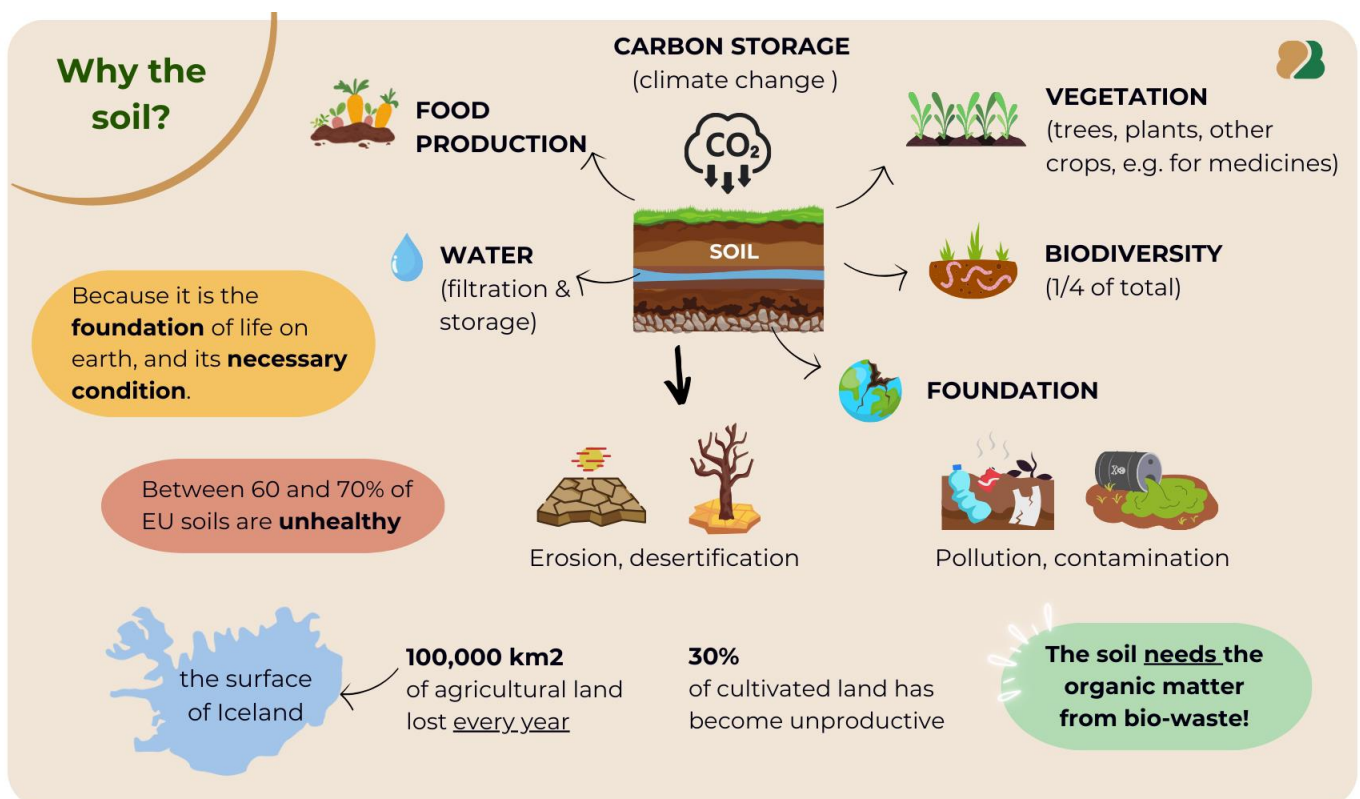 Why the
soil?
CARBON STORAGE
(climate change )
CO₂
FOOD
PRODUCTION
VEGETATION
(trees, plants, other
crops, e.g. for medicines)
WATER
(filtration &
storage)
SOIL
BIODIVERSITY
(1/4 of total)
Because it is the
foundation of life on
earth, and its necessary
condition.
FOUNDATION
Between 60 and 70% of
EU soils are unhealthy
Erosion, desertification
Pollution, contamination
the surface
of Iceland
100,000 km2
of agricultural land
lost every year
30%
of cultivated land has
become unproductive
The soil needs the
organic matter
from bio-waste!